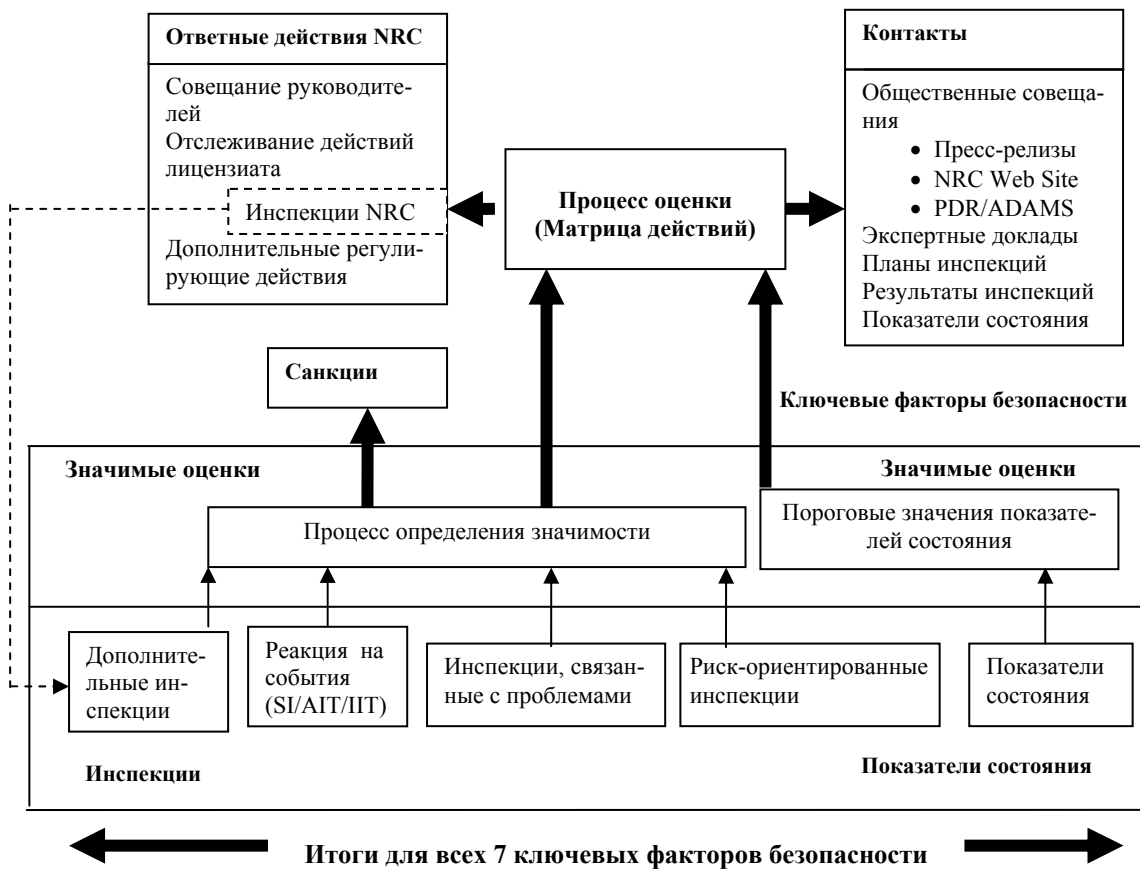 Ответные действия NRC
Совещание руководите-
лей
Отслеживание действий
лицензиата
Инспекции NRC
Дополнительные регули-
рующие действия
Процесс оценки
(Матрица действий)
Контакты
Общественные совеща-
ния
• Пресс-релизы
• NRC Web Site
• PDR/ADAMS
Экспертные доклады
Планы инспекций
Результаты инспекций
Показатели состояния
Санкции
Ключевые факторы безопасности
Значимые оценки
Значимые оценки
Процесс определения значимости
Пороговые значения показате-
лей состояния
Дополните-
льные ин-
спекции
Реакция на
события
(SI/AIT/IIT)
Инспекции, связан-
ные с проблемами
Риск-ориентированные
инспекции
Показатели
состояния
Инспекции
Показатели состояния
Итоги для всех 7 ключевых факторов безопасности